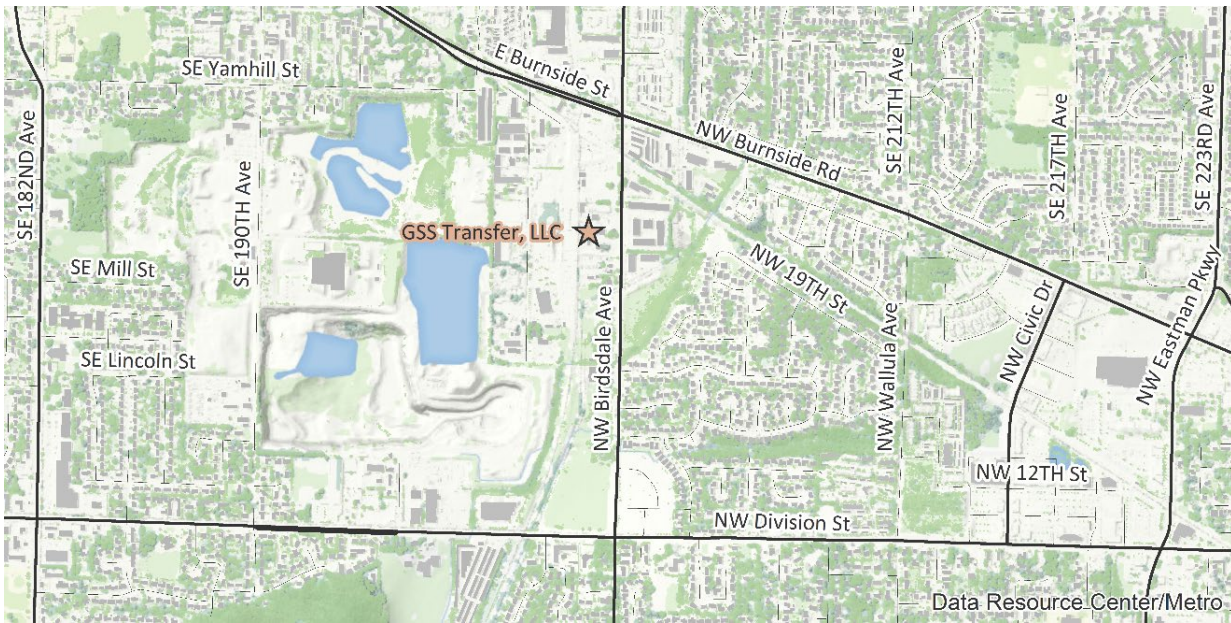 E Burnside St
SE Yamhill St
SE 212TH Ave
SE 182ND Ave
NW Burnside Rd
SE 217TH Ave
SE 223RD Ave
SE 190TH Ave
GSS Transfer, LLC
SE Mill St
NW 19TH St
NW Birdsdale Ave
NW Wallula Ave
NW Civic Dr
NW Eastman Pkwy
SE Lincoln St
NW 12TH St
NW Division St
Data Resource Center/Metro